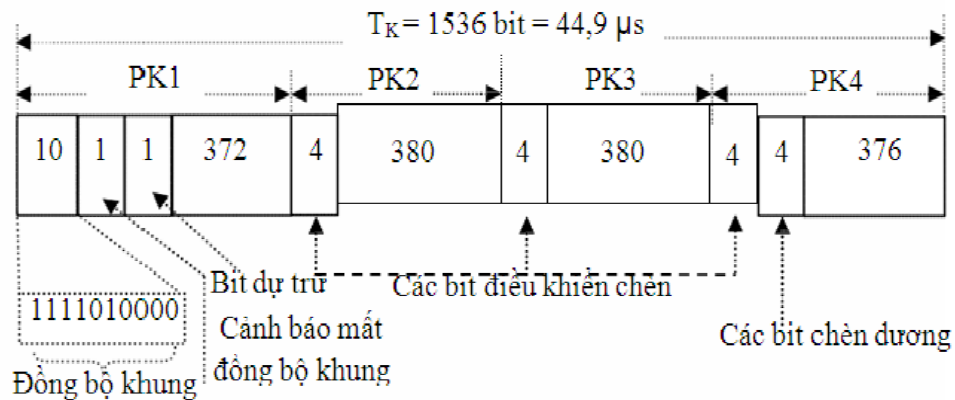 T_K = 1536 bit = 44,9 μs
PK1 PK2 PK3 PK4
10 1 1 372 4 380 4 380 4 4 376
Bit dự trữ
Các bit điều khiển chèn
1111010000
Cảnh báo mất
đồng bộ khung
Các bit chèn dương
Đồng bộ khung